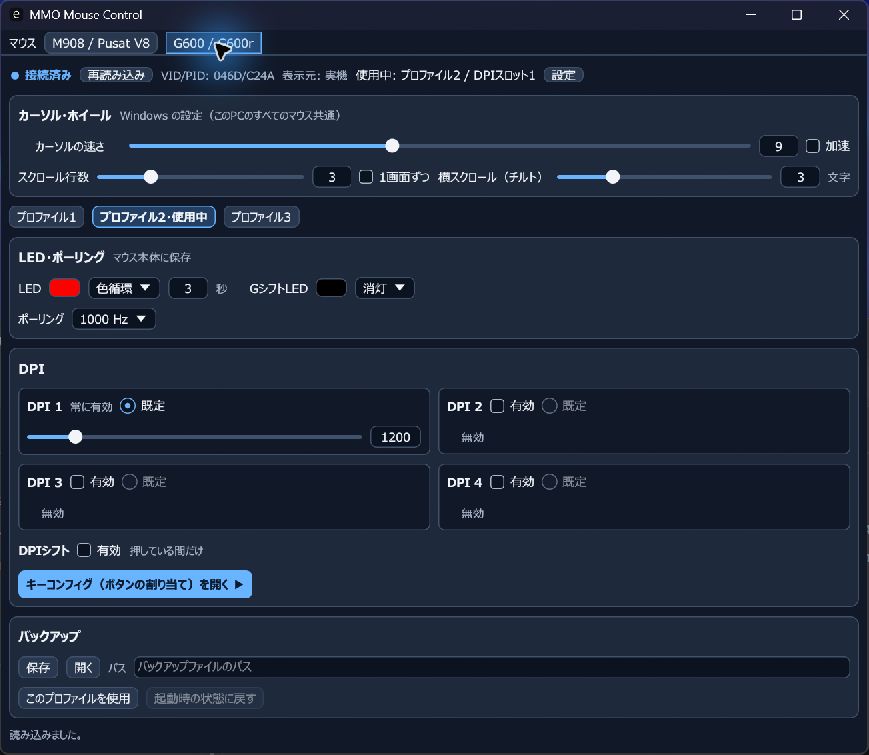 e MMO Mouse Control
マウス M908 / Pusat V8 G600 / G600r
接続済み 再読み込み VID/PID: 046D/C24A 表示元: 実機 使用中: プロファイル2 / DPIスロット1 設定
カーソル・ホイール Windows の設定（このPCのすべてのマウス共通）
カーソルの速さ 9 加速
スクロール行数 3 1画面ずつ 横スクロール（チルト） 3 文字
プロファイル1 プロファイル2・使用中 プロファイル3
LED・ポーリング マウス本体に保存
LED 色循環 ▼ 3 秒 GシフトLED 消灯 ▼
ポーリング 1000 Hz ▼
DPI
DPI 1 常に有効 既定
1200
DPI 2 有効 既定
無効
DPI 3 有効 既定
無効
DPI 4 有効 既定
無効
DPIシフト 有効 押している間だけ
キーコンフィグ（ボタンの割り当て）を開く ▶
バックアップ
保存 開く パス バックアップファイルのパス
このプロファイルを使用 起動時の状態に戻す
読み込みました。